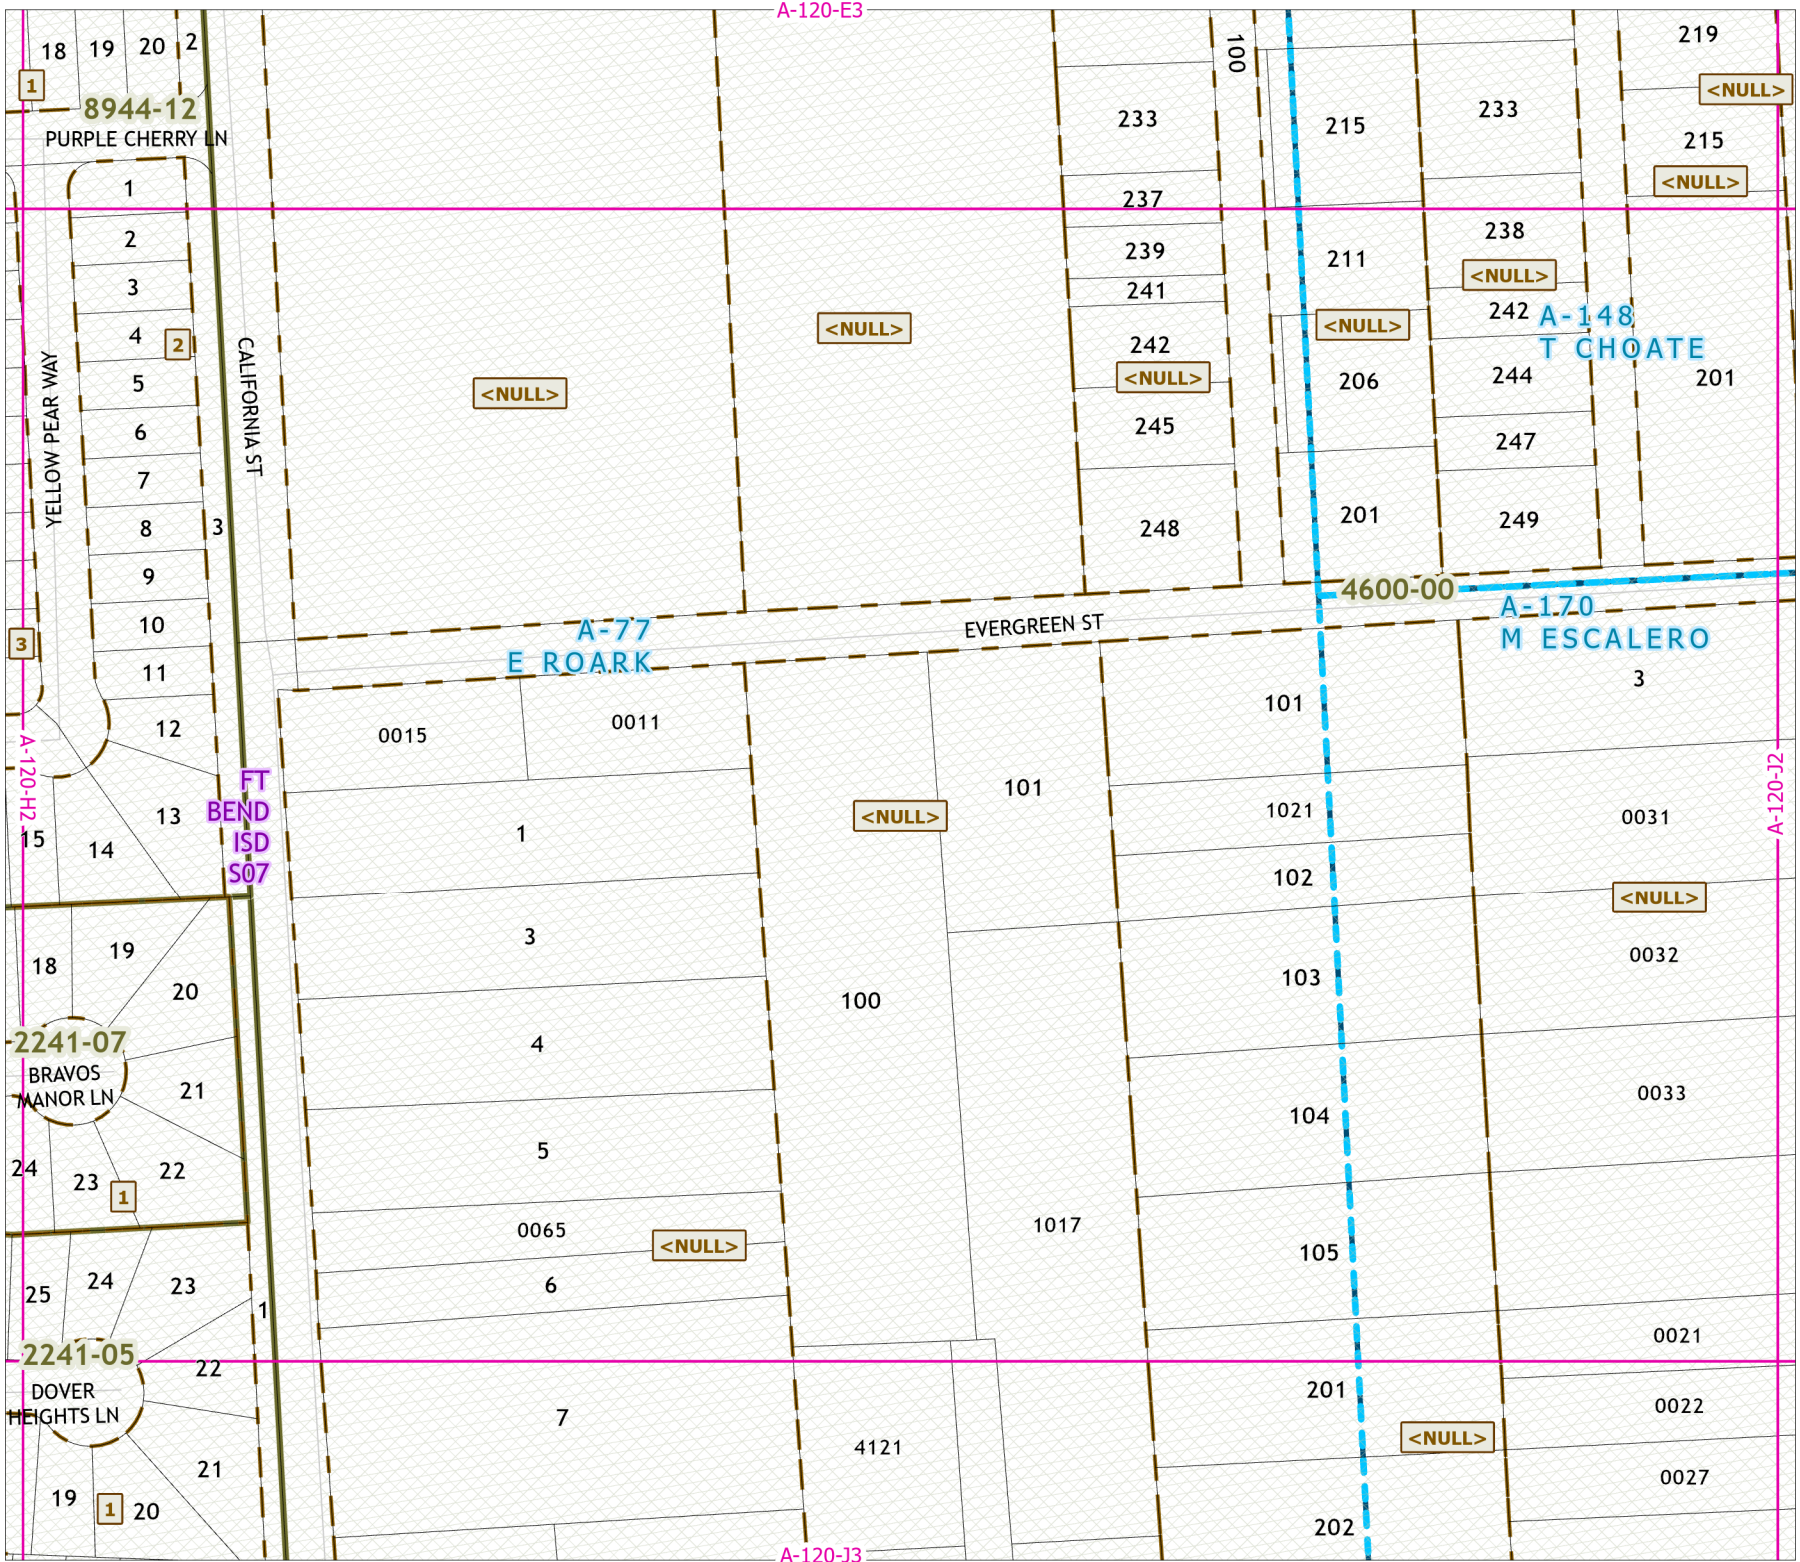 A-120-E3
18
19
20
2
1
8944-12
PURPLE CHERRY LN
1
2
3
4
2
5
6
7
8
3
9
10
11
12
13
14
15
3
YELLOW PEAR WAY
CALIFORNIA ST
A-120-H2
FT
BEND
ISD
S07
<NULL>
<NULL>
100
233
237
239
241
242
<NULL>
245
248
215
211
<NULL>
206
201
233
238
<NULL>
242
244
247
249
219
<NULL>
215
<NULL>
201
A-148
T CHOATE
4600-00
A-170
M ESCALERO
EVERGREEN ST
A-77
E ROARK
0015
0011
1
3
4
5
0065
<NULL>
6
7
<NULL>
101
100
1017
4121
101
1021
102
103
104
105
201
<NULL>
202
3
0031
<NULL>
0032
0033
0021
0022
0027
A-120-J2
18
19
20
2241-07
BRAVOS
MANOR LN
21
22
23
24
1
25
24
23
1
2241-05
22
DOVER
HEIGHTS LN
21
19
1
20
A-120-J3